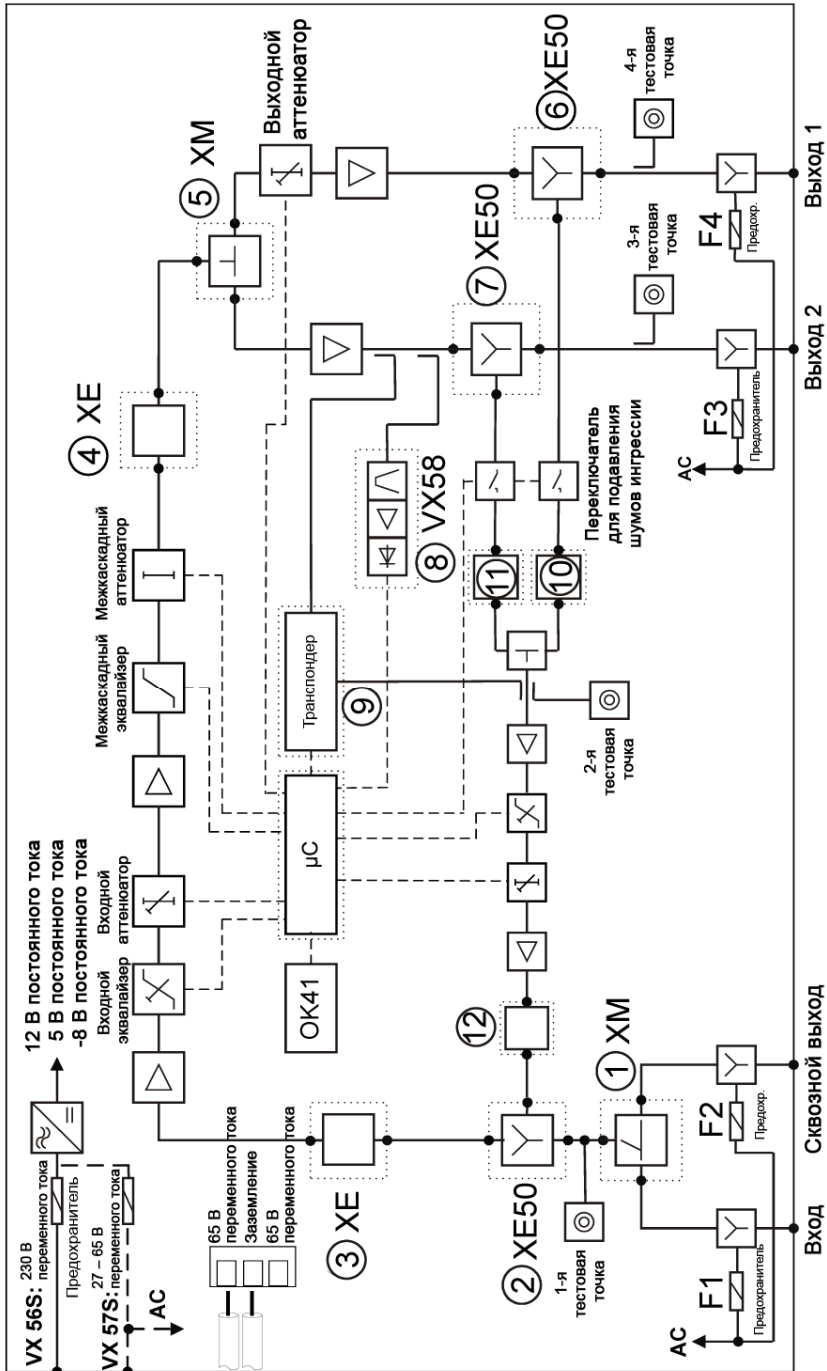 VX 56S: 230 В
переменного тока
Предохранитель
VX 57S: 27 – 65 В
переменного тока
AC
12 В постоянного тока
5 В постоянного тока
-8 В постоянного тока
65 В
переменного тока
Заземление
65 В
переменного тока
Входной
эквалайзер
Входной
аттенюатор
Межкаскадный
эквалайзер
Межкаскадный
аттенюатор
4 XE
5 XM
Выходной
аттенюатор
OK41
µC
Транспондер
9
8 VX58
3 XE
2 XE50
12
7 XE50
6 XE50
11
10
Переключатель
для подавления
шумов ингрессии
1-я
тестовая
точка
2-я
тестовая
точка
3-я
тестовая
точка
4-я
тестовая
точка
1 XM
AC
F1
Предохранитель
F2
Предохр.
AC
F3
Предохранитель
F4
Предохр.
Вход
Сквозной выход
Выход 2
Выход 1